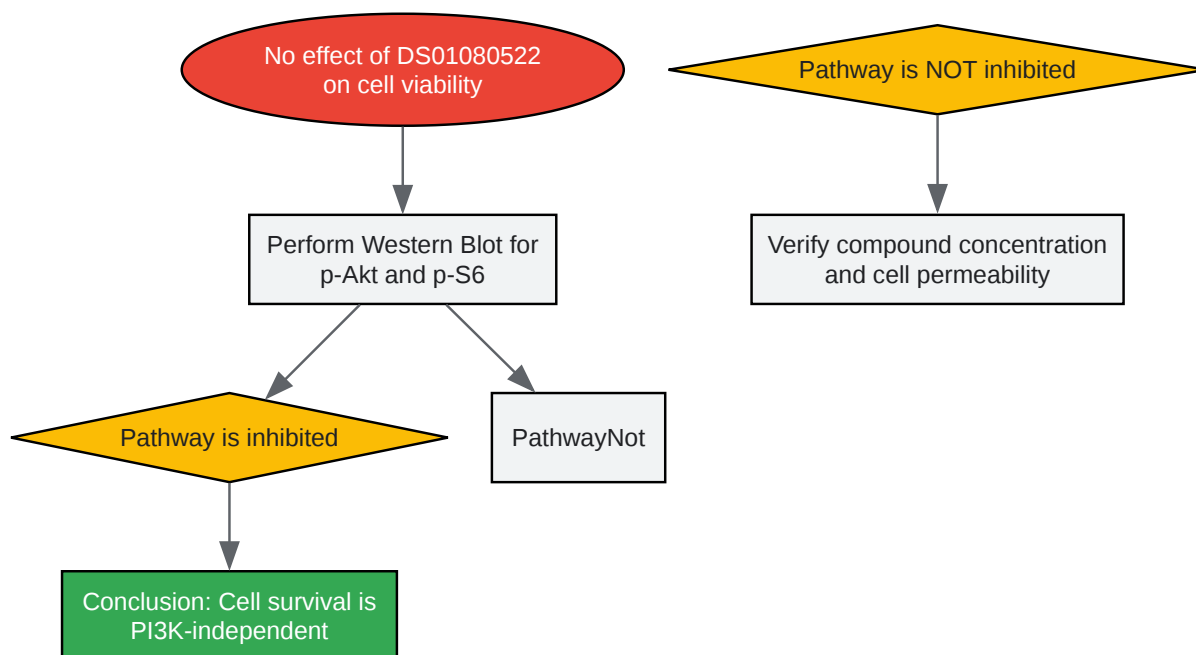 No effect of DS01080522
on cell viability
Pathway is NOT inhibited
Perform Western Blot for
p-Akt and p-S6
Verify compound concentration
and cell permeability
Pathway is inhibited
PathwayNot
Conclusion: Cell survival is
PI3K-independent